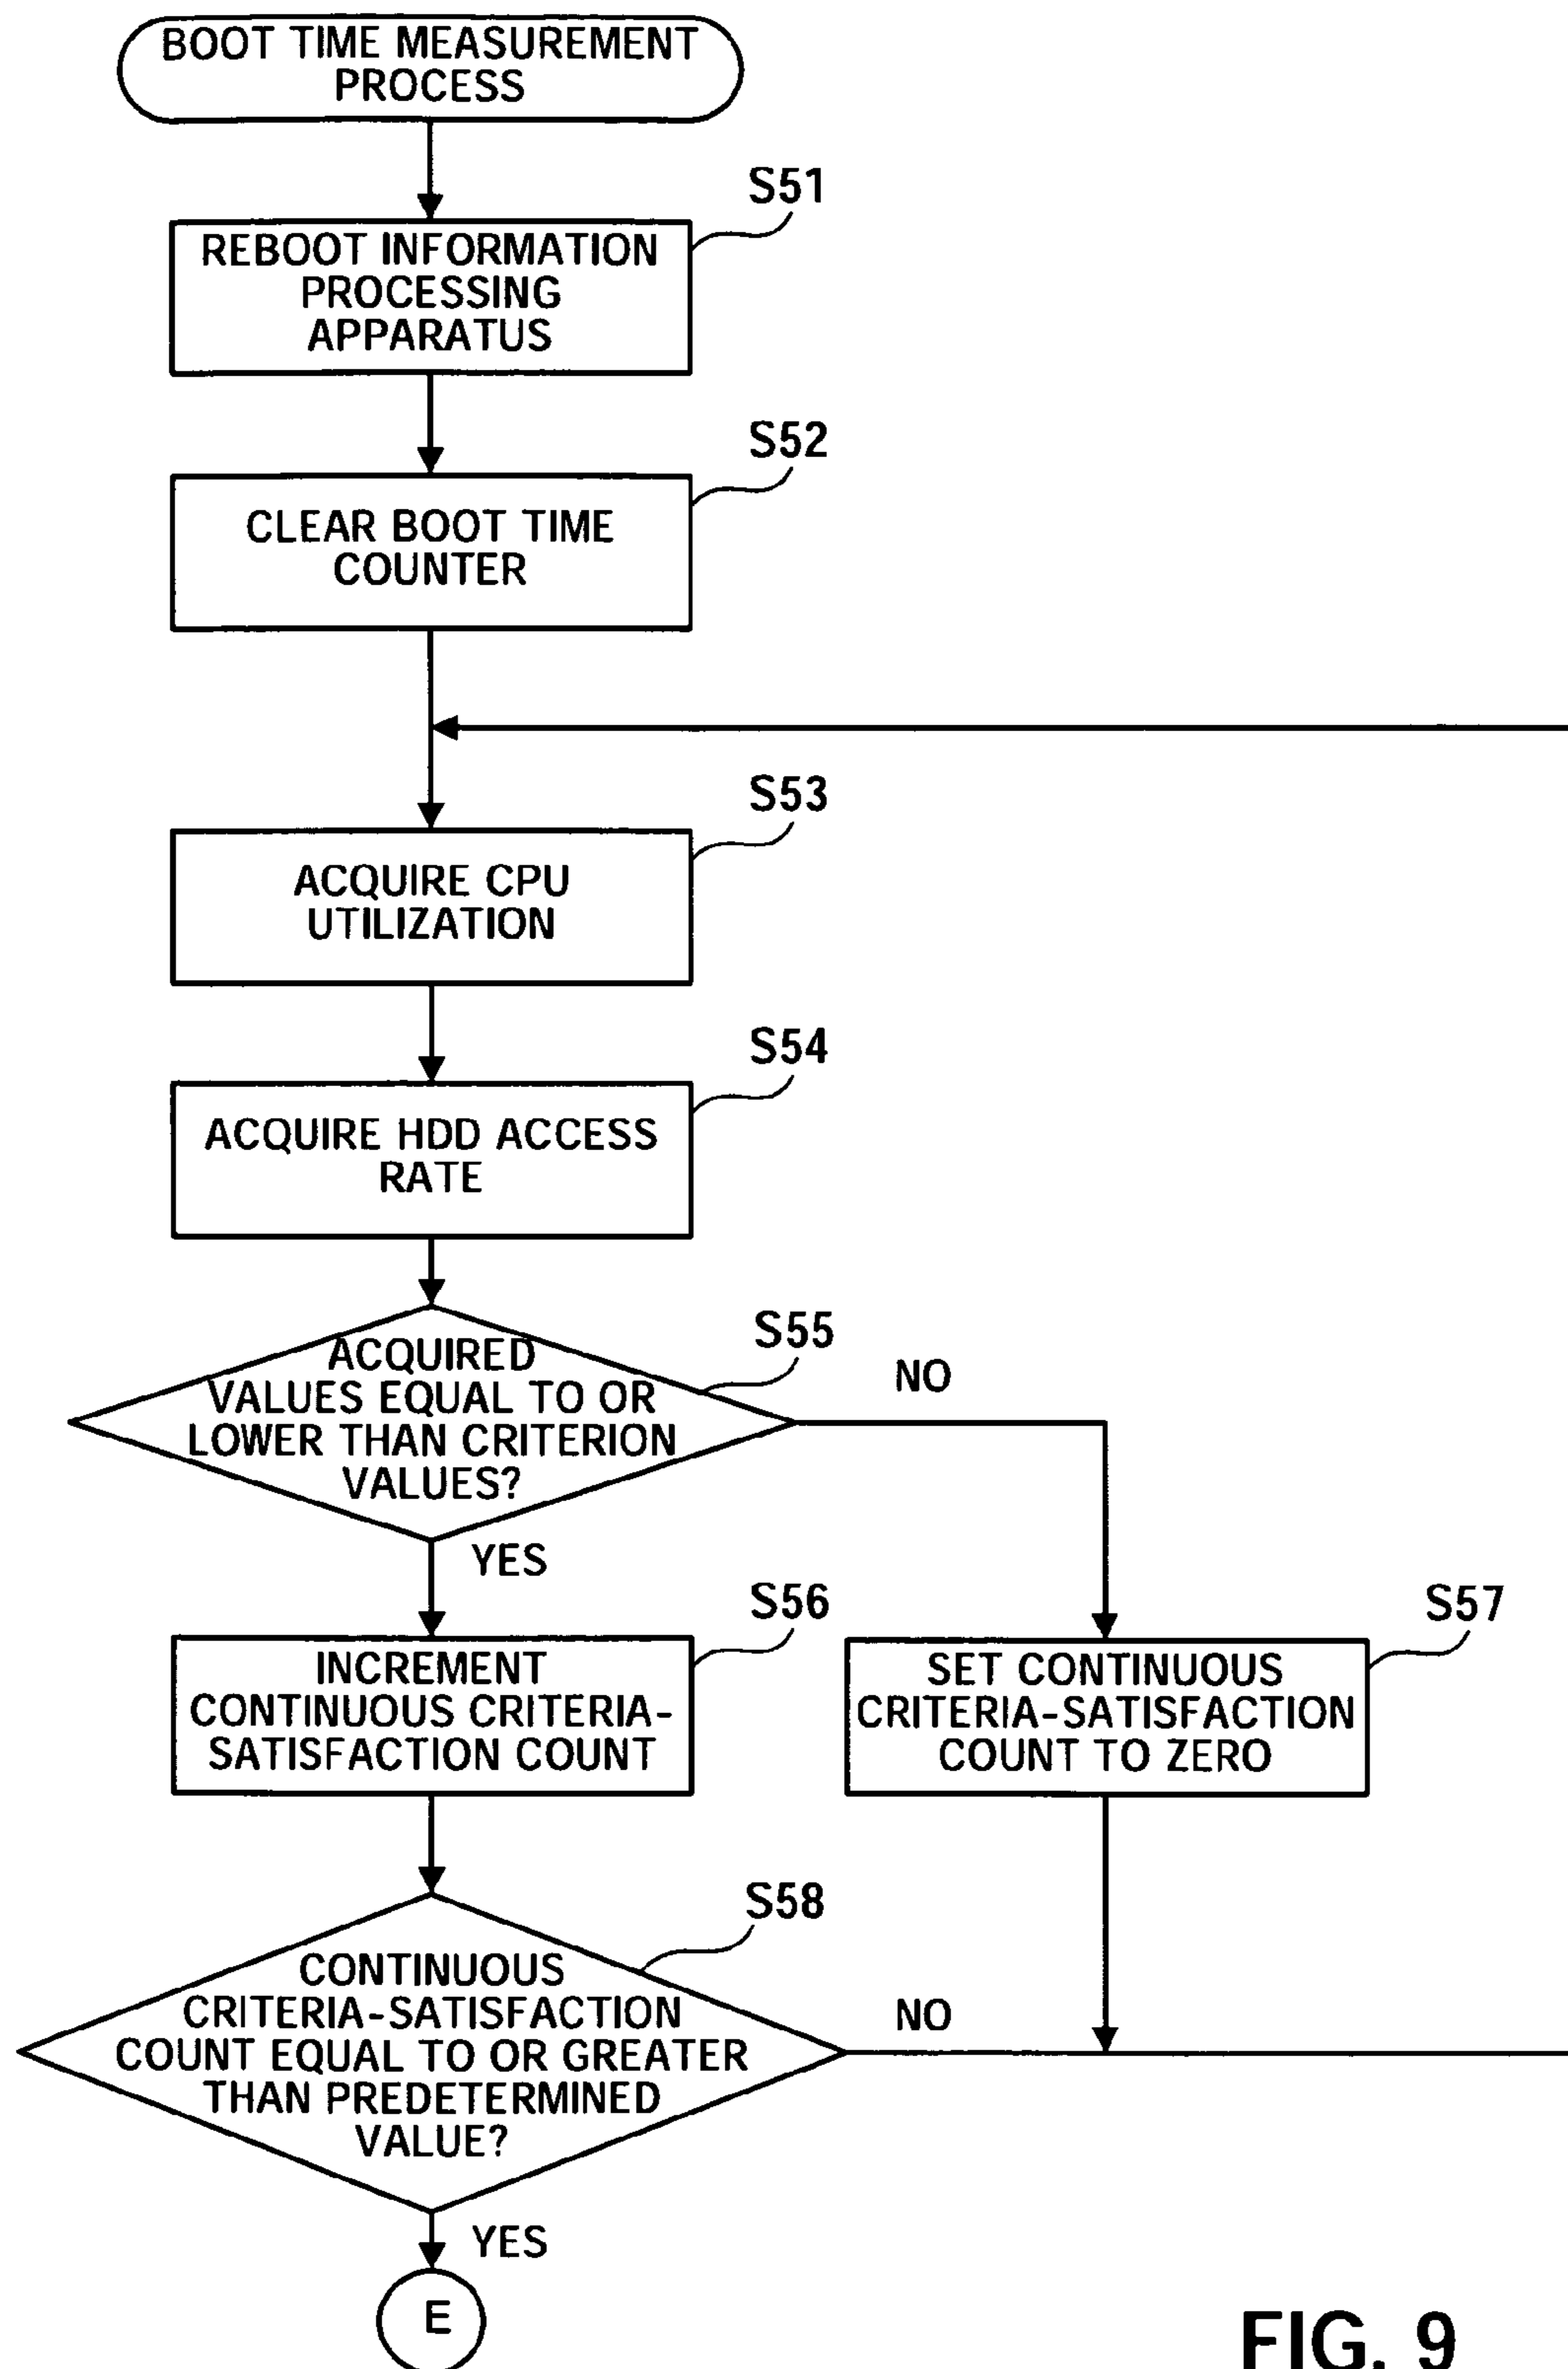 BOOT TIME MEASUREMENT
PROCESS
S51
REBOOT INFORMATION
PROCESSING
APPARATUS
S52
CLEAR BOOT TIME
COUNTER
S53
ACQUIRE CPU
UTILIZATION
S54
ACQUIRE HDD ACCESS
RATE
S55
ACQUIRED
VALUES EQUAL TO OR
LOWER THAN CRITERION
VALUES?
NO
YES
S56
INCREMENT
CONTINUOUS CRITERIA-
SATISFACTION COUNT
S57
SET CONTINUOUS
CRITERIA-SATISFACTION
COUNT TO ZERO
S58
CONTINUOUS
CRITERIA-SATISFACTION
COUNT EQUAL TO OR GREATER
THAN PREDETERMINED
VALUE?
NO
YES
E
FIG. 9